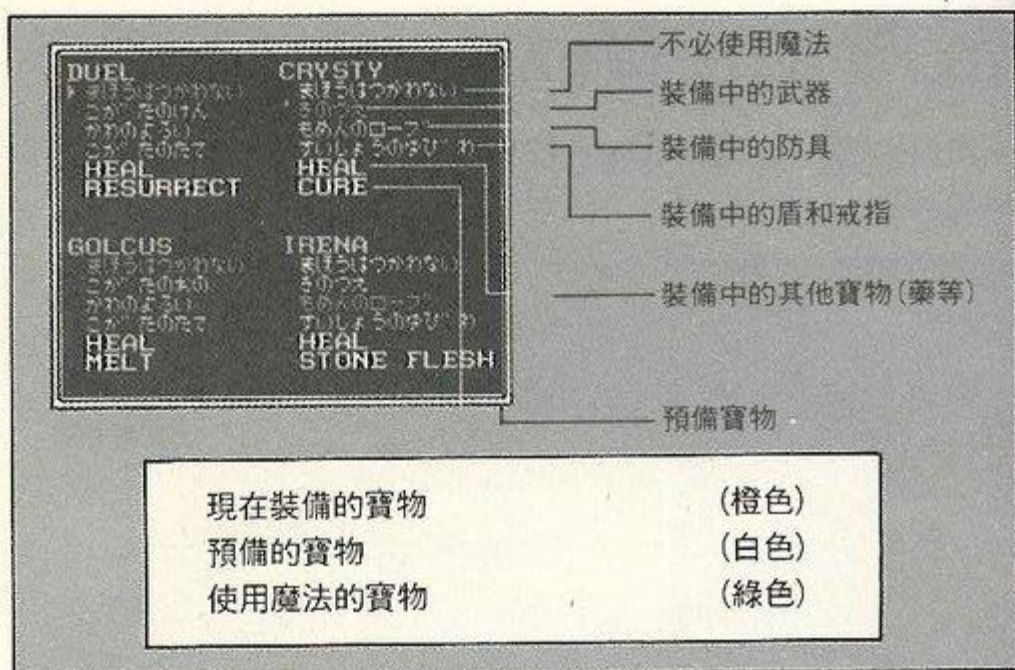 DUEL CRYSTY
まほうはつかわない まほうはつかわない
こがたのけん きのつえ
かわのよろい もめんのローブ
こがたのたて すいしょうのゆびわ
HEAL HEAL
RESURRECT CURE
GOLCUS IRENA
まほうはつかわない まほうはつかわない
こがたのおの きのつえ
かわのよろい もめんのローブ
こがたのたて すいしょうのゆびわ
HEAL HEAL
MELT STONE FLESH
不必使用魔法
裝備中的武器
裝備中的防具
裝備中的盾和戒指
裝備中的其他寶物(藥等)
預備寶物
現在裝備的寶物 (橙色)
預備的寶物 (白色)
使用魔法的寶物 (綠色)